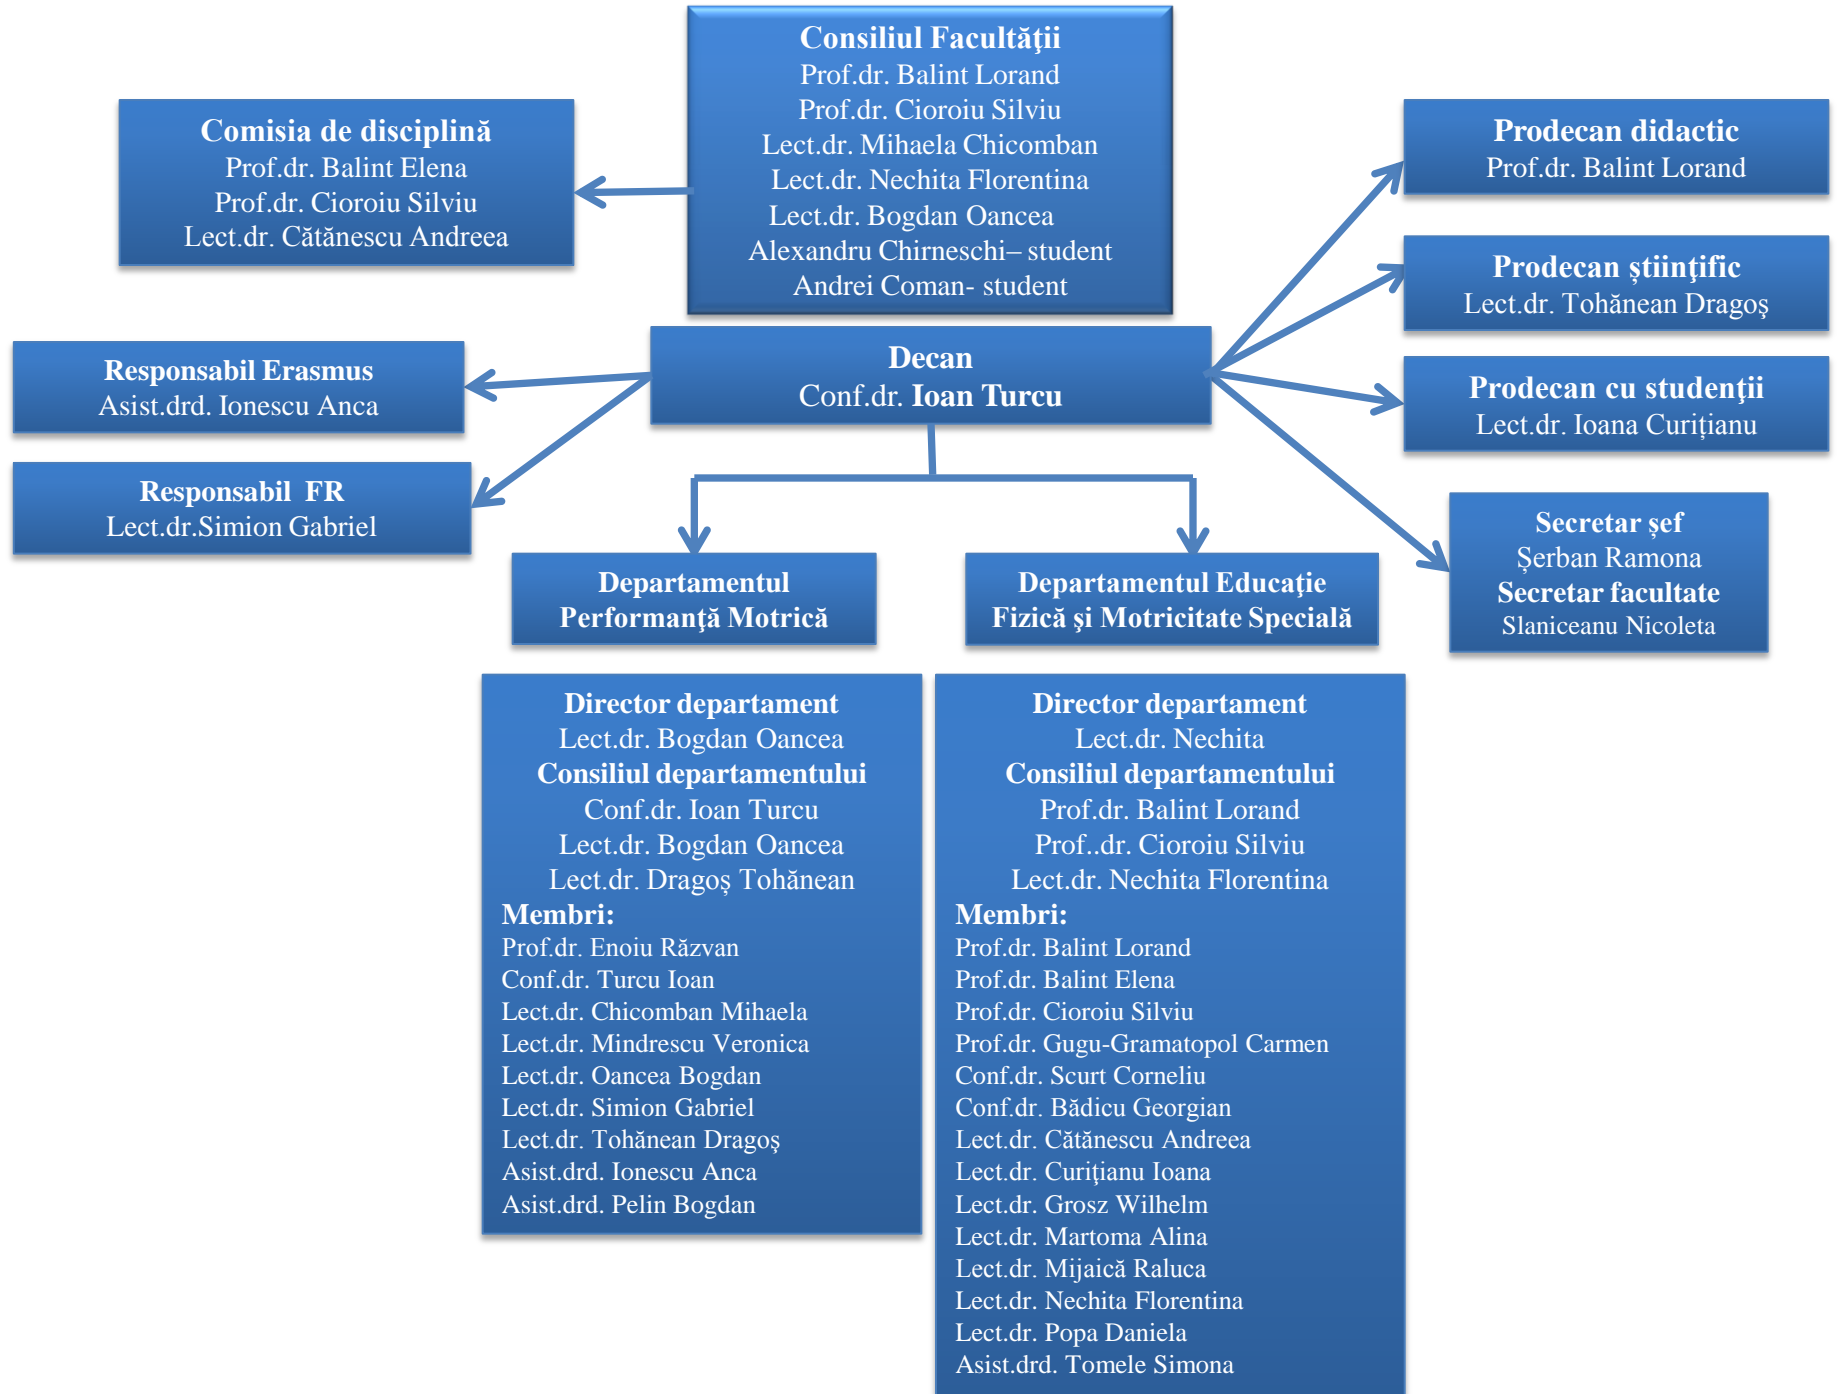 Consiliul Facultăţii
Prof.dr. Balint Lorand
Prof.dr. Cioroiu Silviu
Lect.dr. Mihaela Chicomban
Lect.dr. Nechita Florentina
Lect.dr. Bogdan Oancea
Alexandru Chirneschi– student
Andrei Coman- student
Comisia de disciplină
Prof.dr. Balint Elena
Prof.dr. Cioroiu Silviu
Lect.dr. Cătănescu Andreea
Prodecan didactic
Prof.dr. Balint Lorand
Prodecan științific
Lect.dr. Tohănean Dragoş
Decan
Conf.dr. Ioan Turcu
Responsabil Erasmus
Asist.drd. Ionescu Anca
Prodecan cu studenţii
Lect.dr. Ioana Curițianu
Responsabil  FR
Lect.dr.Simion Gabriel
Secretar șef
Șerban Ramona
Secretar facultate
Slaniceanu Nicoleta
Departamentul
Performanţă Motrică
Departamentul Educaţie
Fizică şi Motricitate Specială
Director departament
Lect.dr. Bogdan Oancea
Consiliul departamentului
Conf.dr. Ioan Turcu
Lect.dr. Bogdan Oancea
Lect.dr. Dragoș Tohănean
Membri:
Prof.dr. Enoiu Răzvan
Conf.dr. Turcu Ioan
Lect.dr. Chicomban Mihaela
Lect.dr. Mindrescu Veronica
Lect.dr. Oancea Bogdan
Lect.dr. Simion Gabriel
Lect.dr. Tohănean Dragoş
Asist.drd. Ionescu Anca
Asist.drd. Pelin Bogdan
Director departament
Lect.dr. Nechita
Consiliul departamentului
Prof.dr. Balint Lorand
Prof..dr. Cioroiu Silviu
Lect.dr. Nechita Florentina
Membri:
Prof.dr. Balint Lorand
Prof.dr. Balint Elena
Prof.dr. Cioroiu Silviu
Prof.dr. Gugu-Gramatopol Carmen
Conf.dr. Scurt Corneliu
Conf.dr. Bădicu Georgian
Lect.dr. Cătănescu Andreea
Lect.dr. Curiţianu Ioana
Lect.dr. Grosz Wilhelm
Lect.dr. Martoma Alina
Lect.dr. Mijaică Raluca
Lect.dr. Nechita Florentina
Lect.dr. Popa Daniela
Asist.drd. Tomele Simona